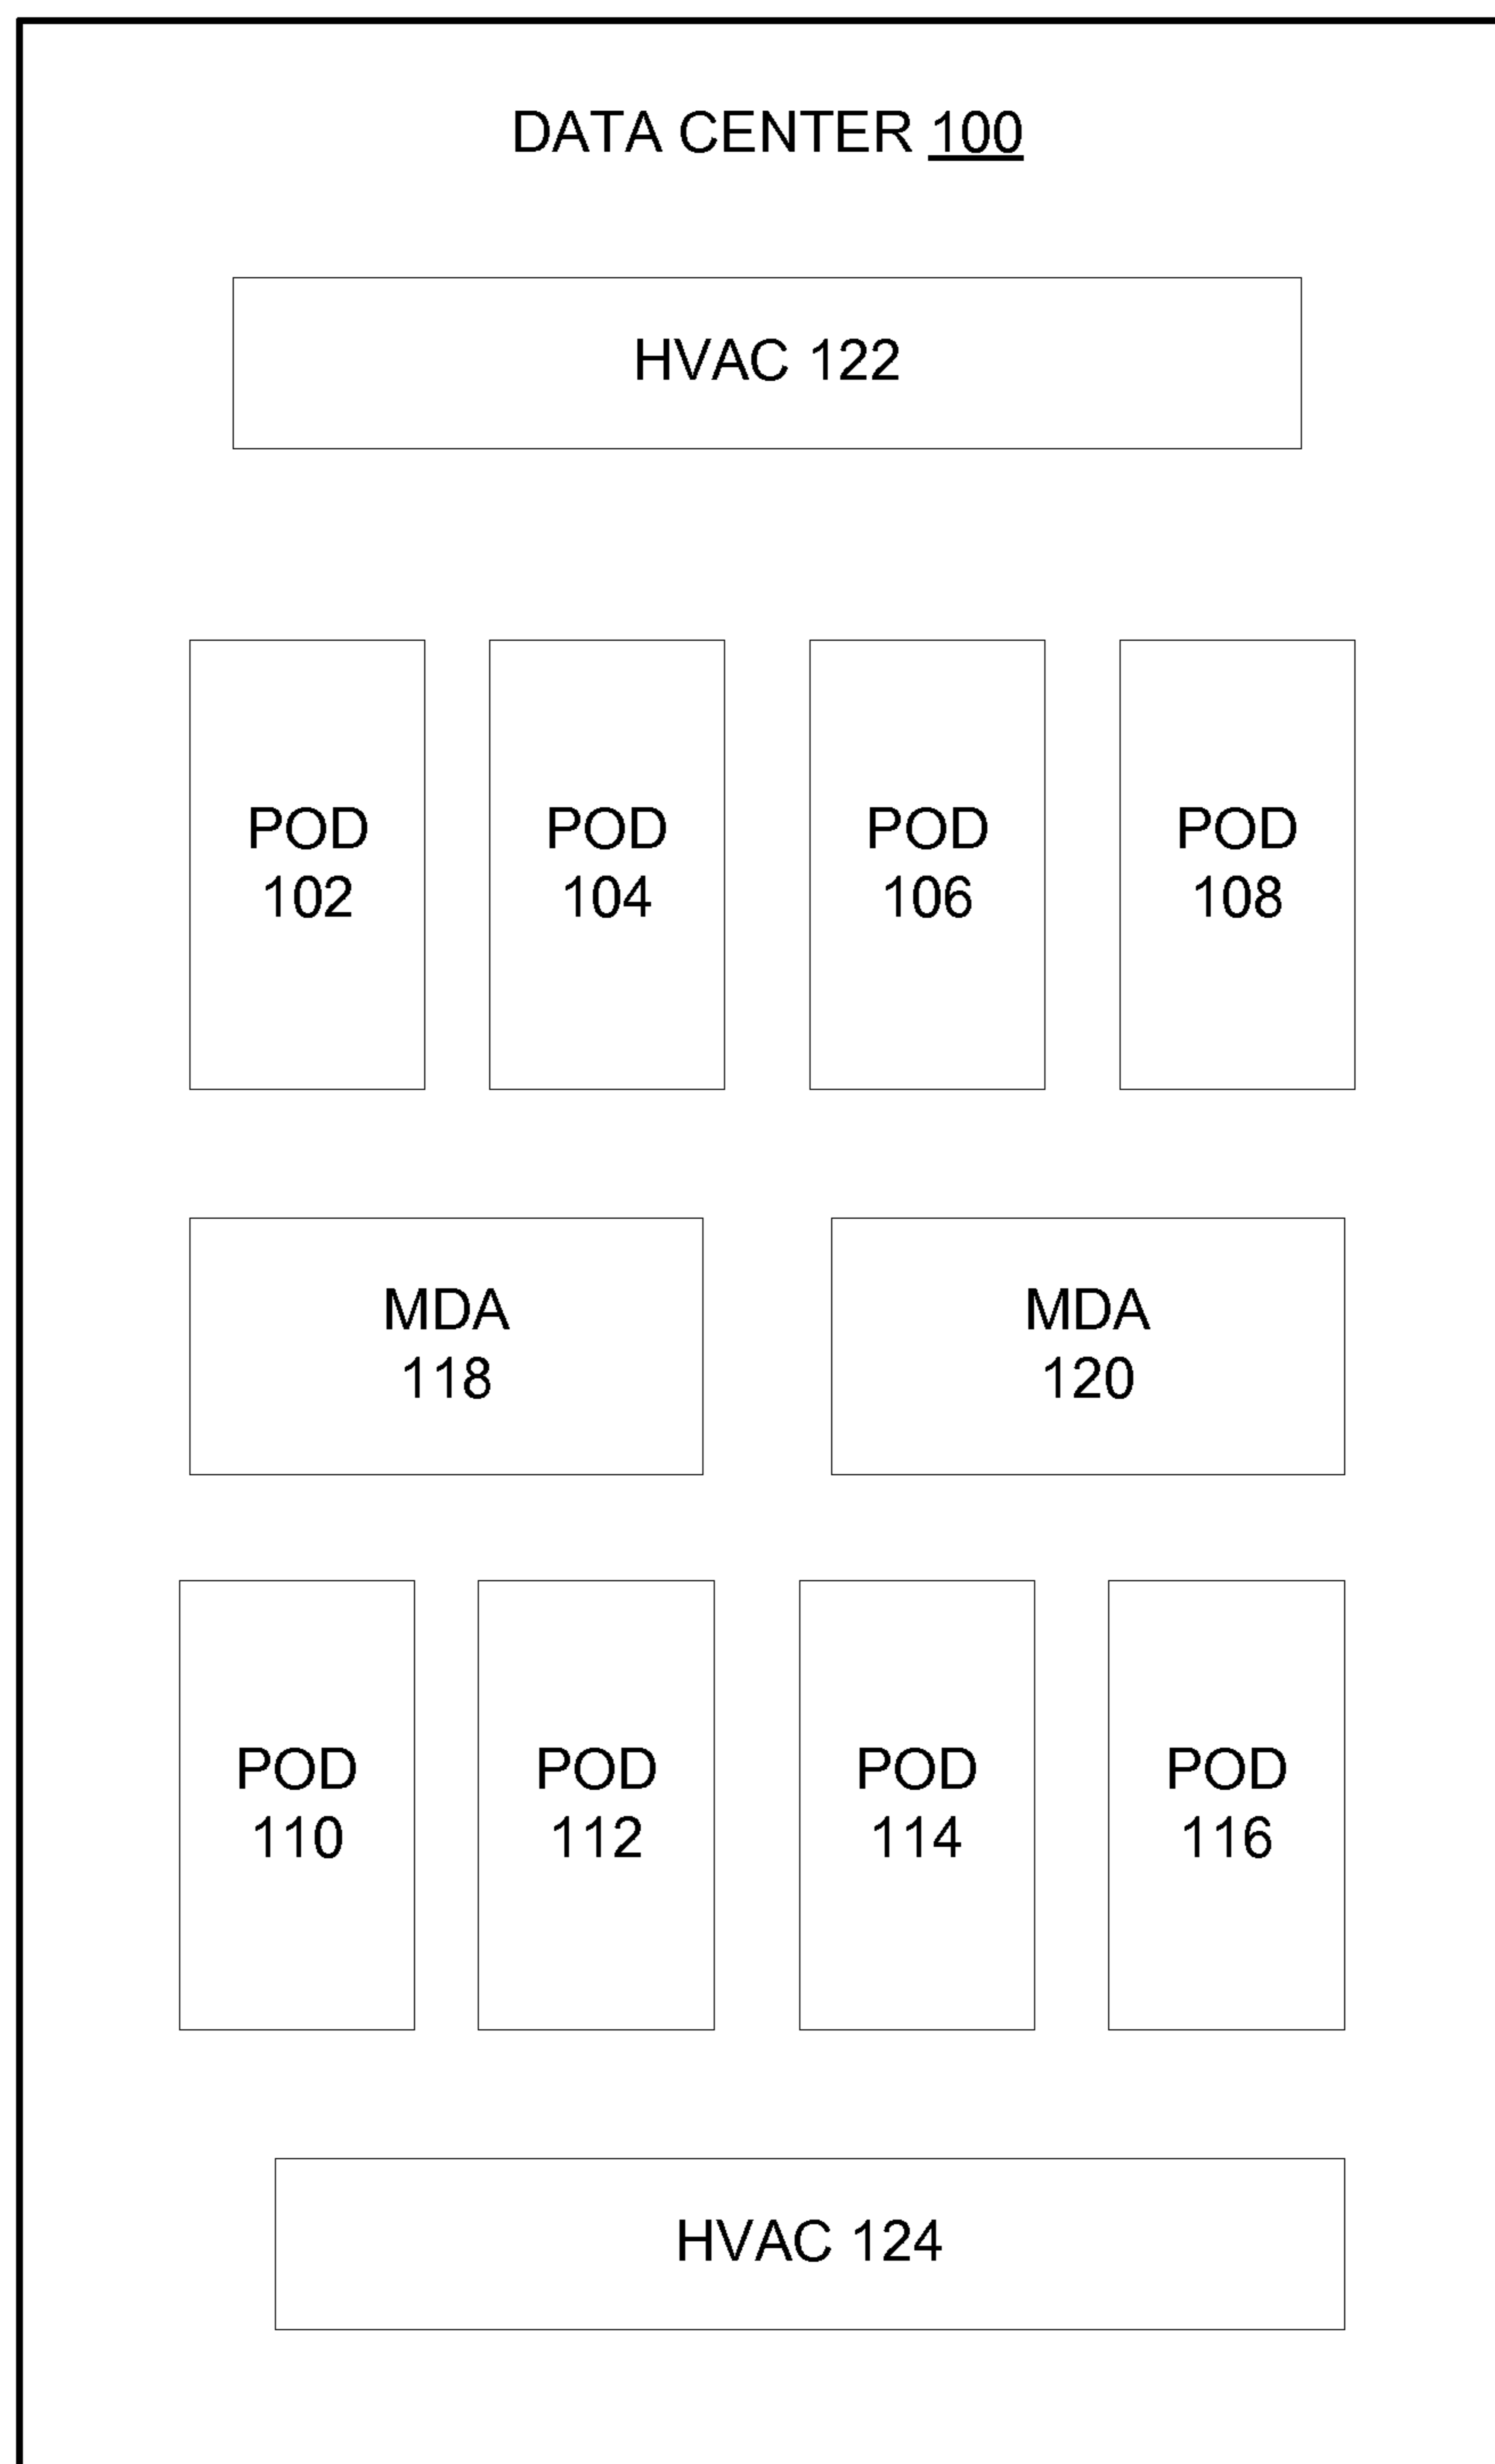 DATA CENTER 100
HVAC 122
POD
102
POD
104
POD
106
POD
108
MDA
118
MDA
120
POD
110
POD
112
POD
114
POD
116
HVAC 124